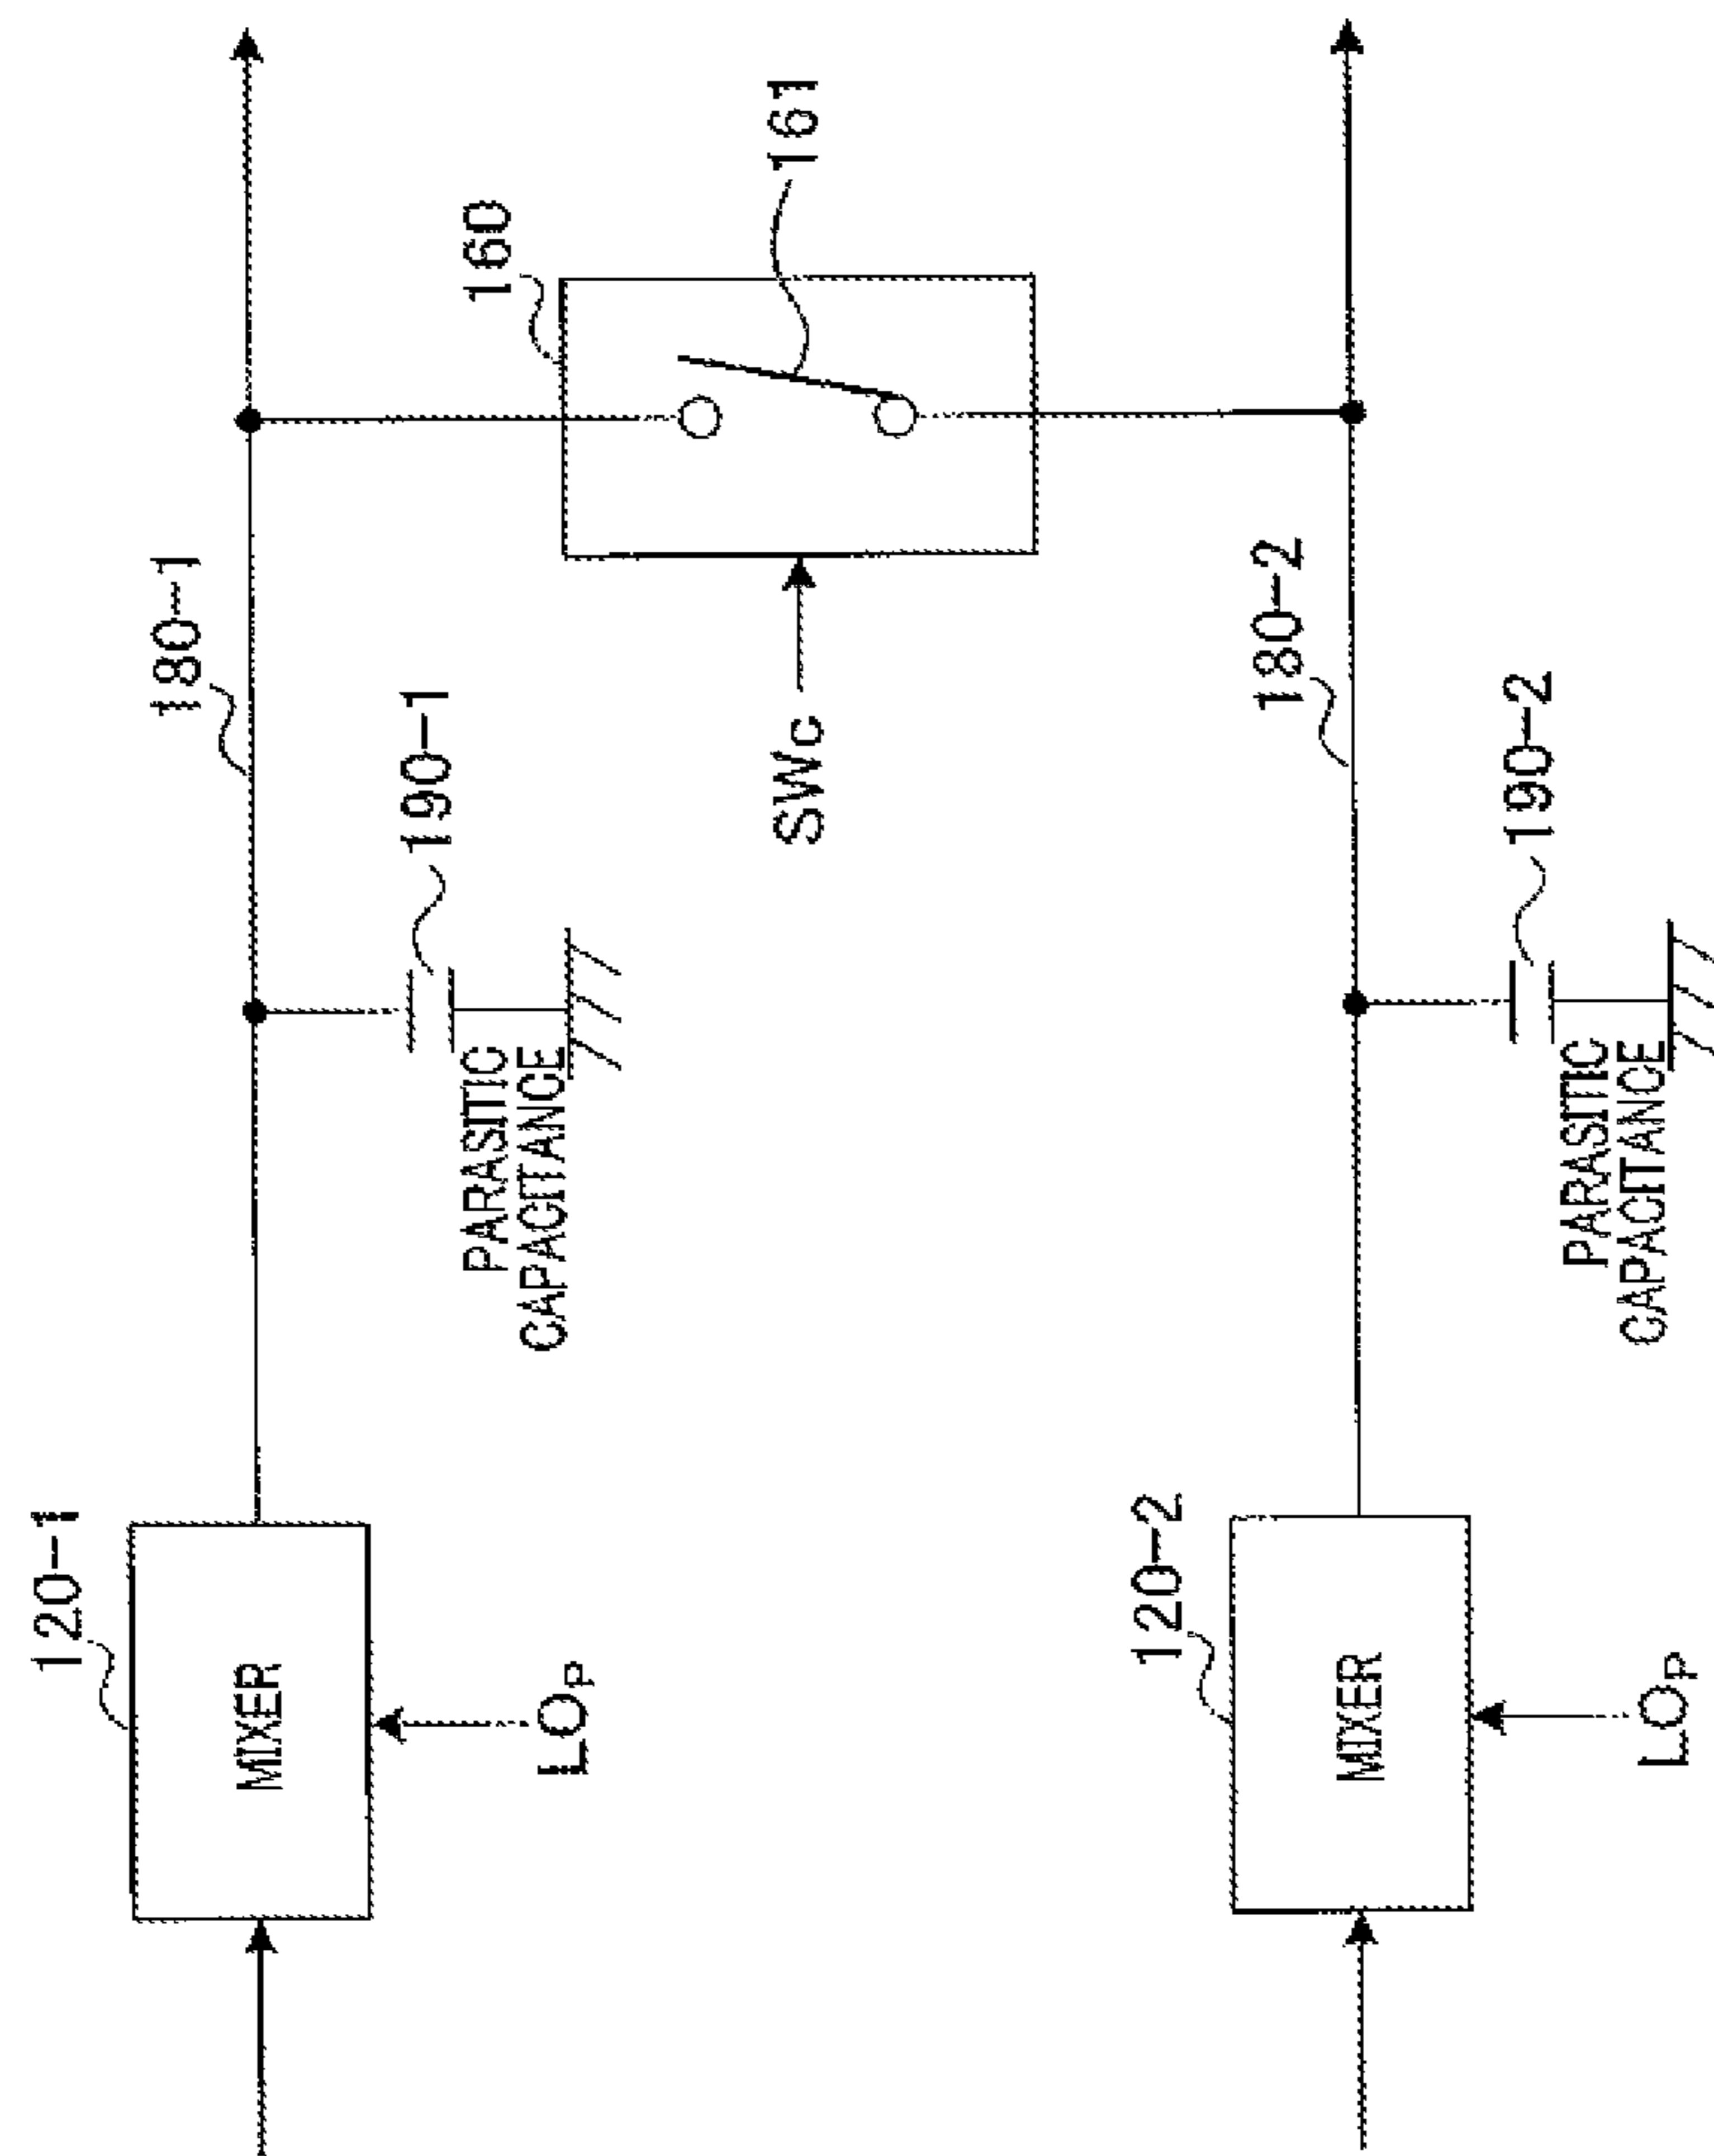 120-1
MIXER
LOP
PARASITIC
CAPACITANCE
190-1
180-1
160
161
SWc
120-2
MIXER
LOP
PARASITIC
CAPACITANCE
190-2
180-2